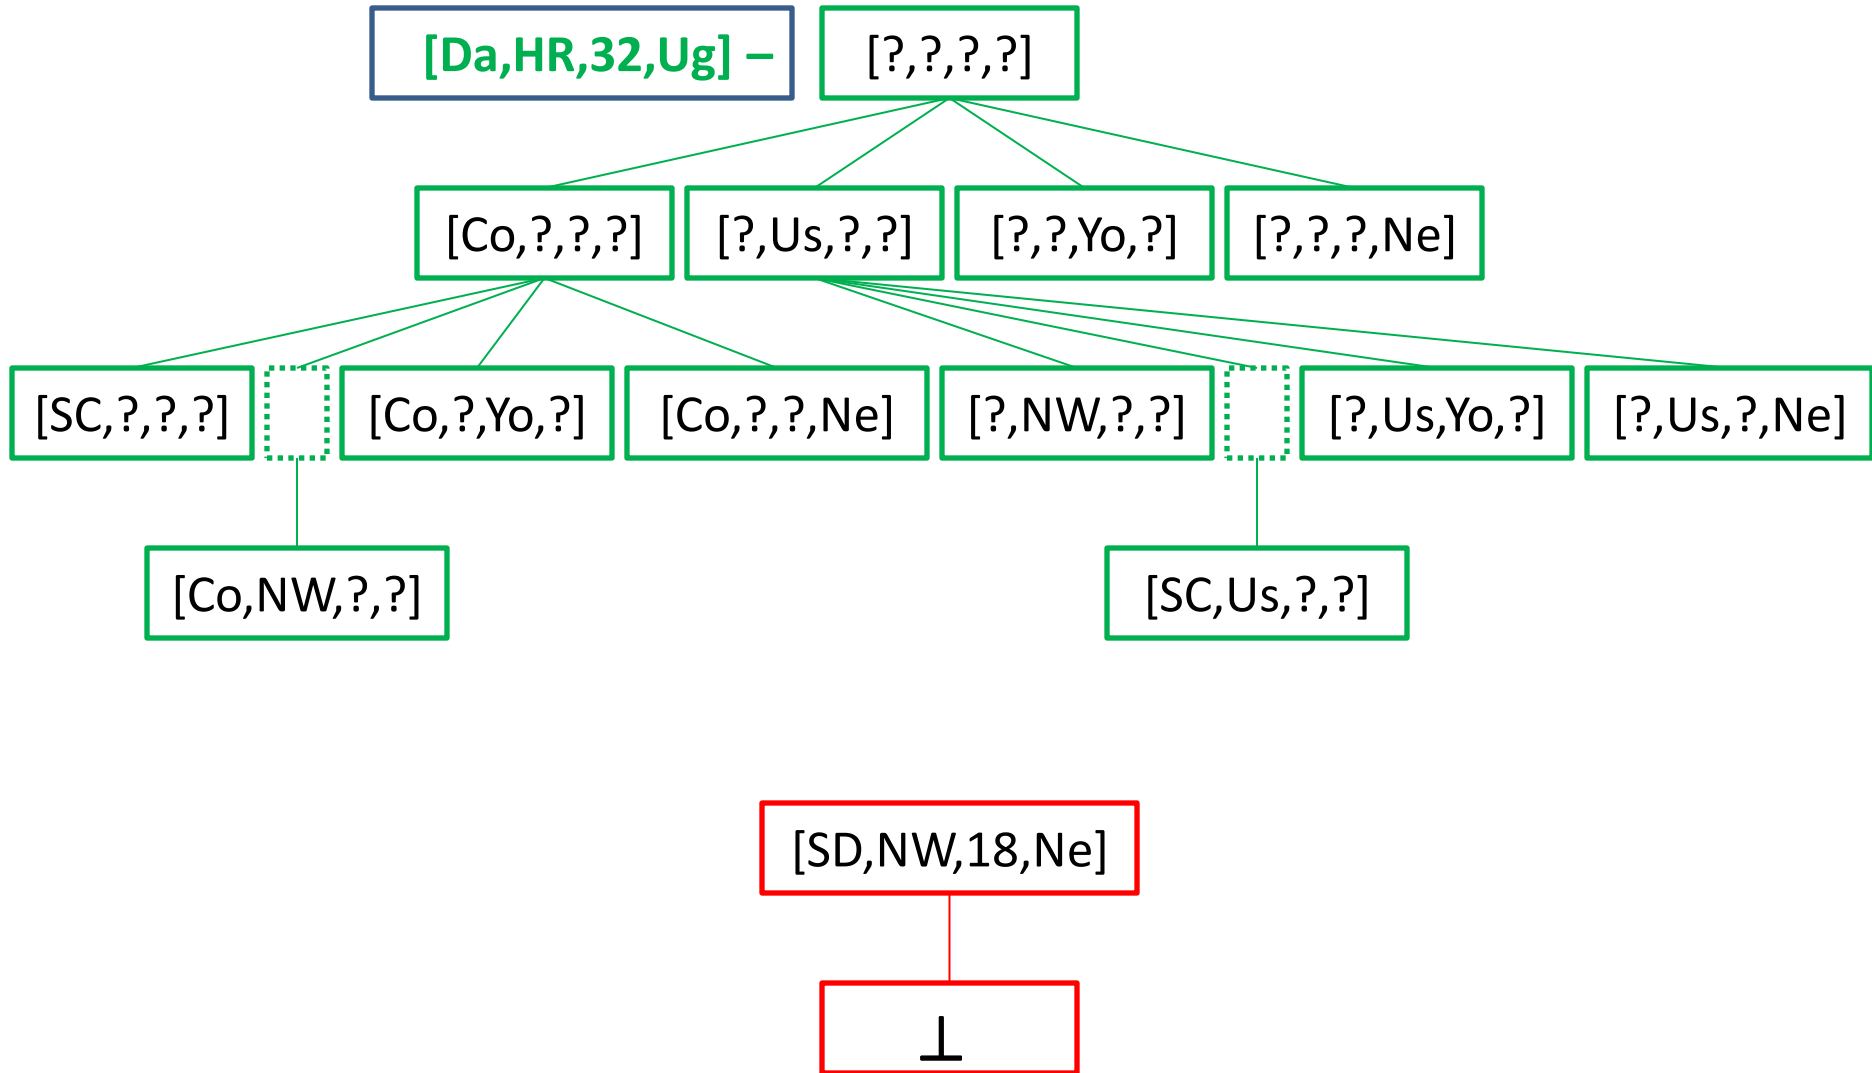 [Da,HR,32,Ug] – [?,?,?,?]
[Co,?,?,?] [?,Us,?,?] [?,?,Yo,?] [?,?,?,Ne]
[SC,?,?,?] [Co,?,Yo,?] [Co,?,?,Ne] [?,NW,?,?] [?,Us,Yo,?] [?,Us,?,Ne]
[Co,NW,?,?] [SC,Us,?,?]
[SD,NW,18,Ne]
⊥